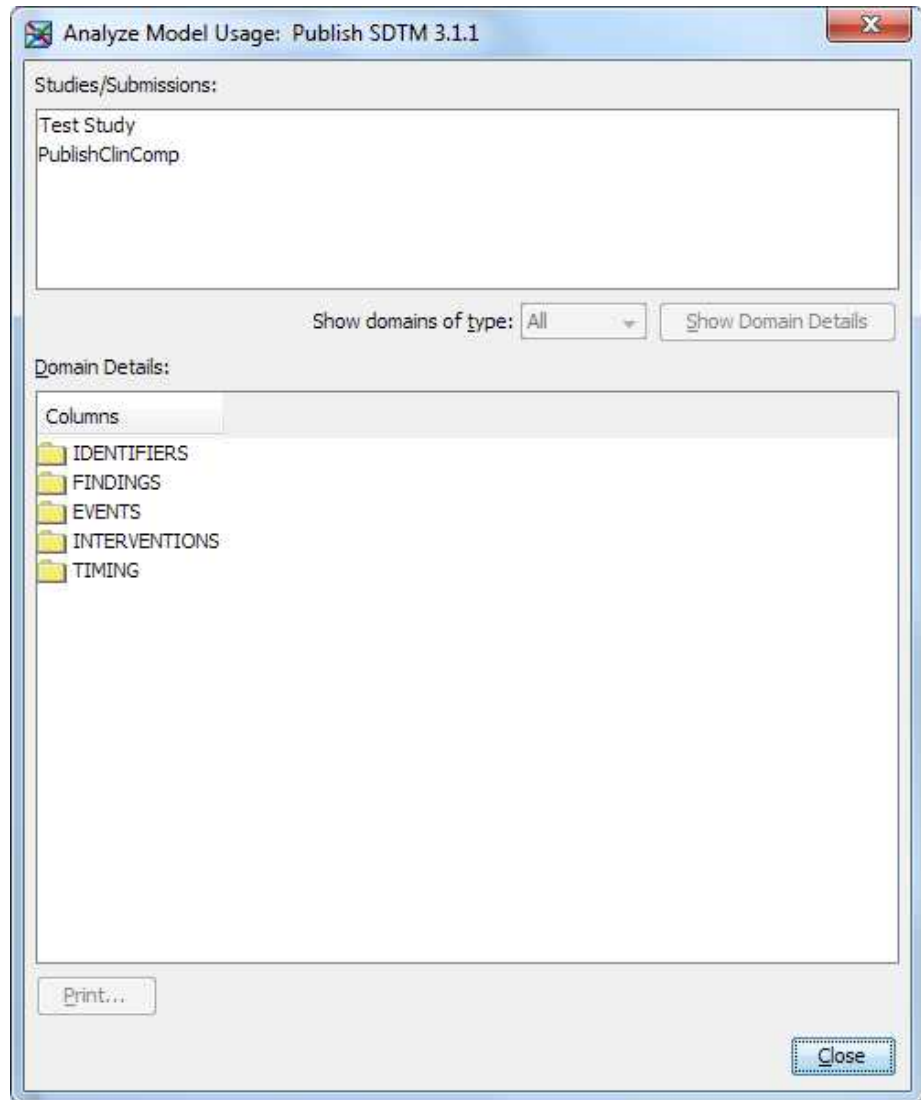 Analyze Model Usage: Publish SDTM 3.1.1
Studies/Submissions:
Test Study
PublishClinComp
Show domains of type: All Show Domain Details
Domain Details:
Columns
IDENTIFIERS
FINDINGS
EVENTS
INTERVENTIONS
TIMING
Print...
Close